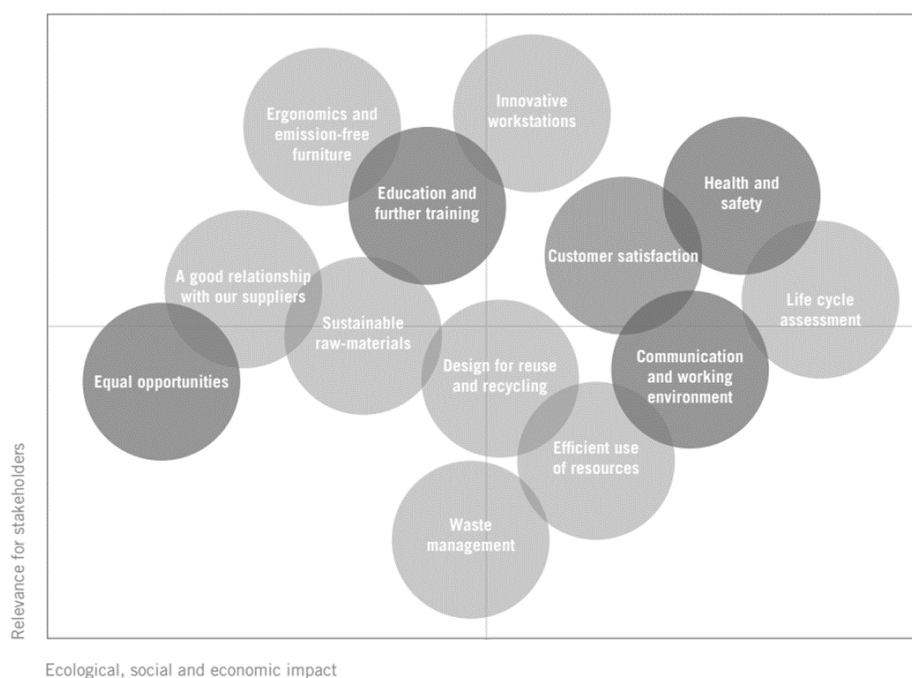 Innovative
workstations
Ergonomics and
emission-free
furniture
Education and
further training
Health and
safety
Customer satisfaction
A good relationship
with our suppliers
Life cycle
assessment
Sustainable
raw-materials
Communication
and working
environment
Design for reuse
and recycling
Equal opportunities
Efficient use
of resources
Waste
management
Relevance for stakeholders
Ecological, social and economic impact